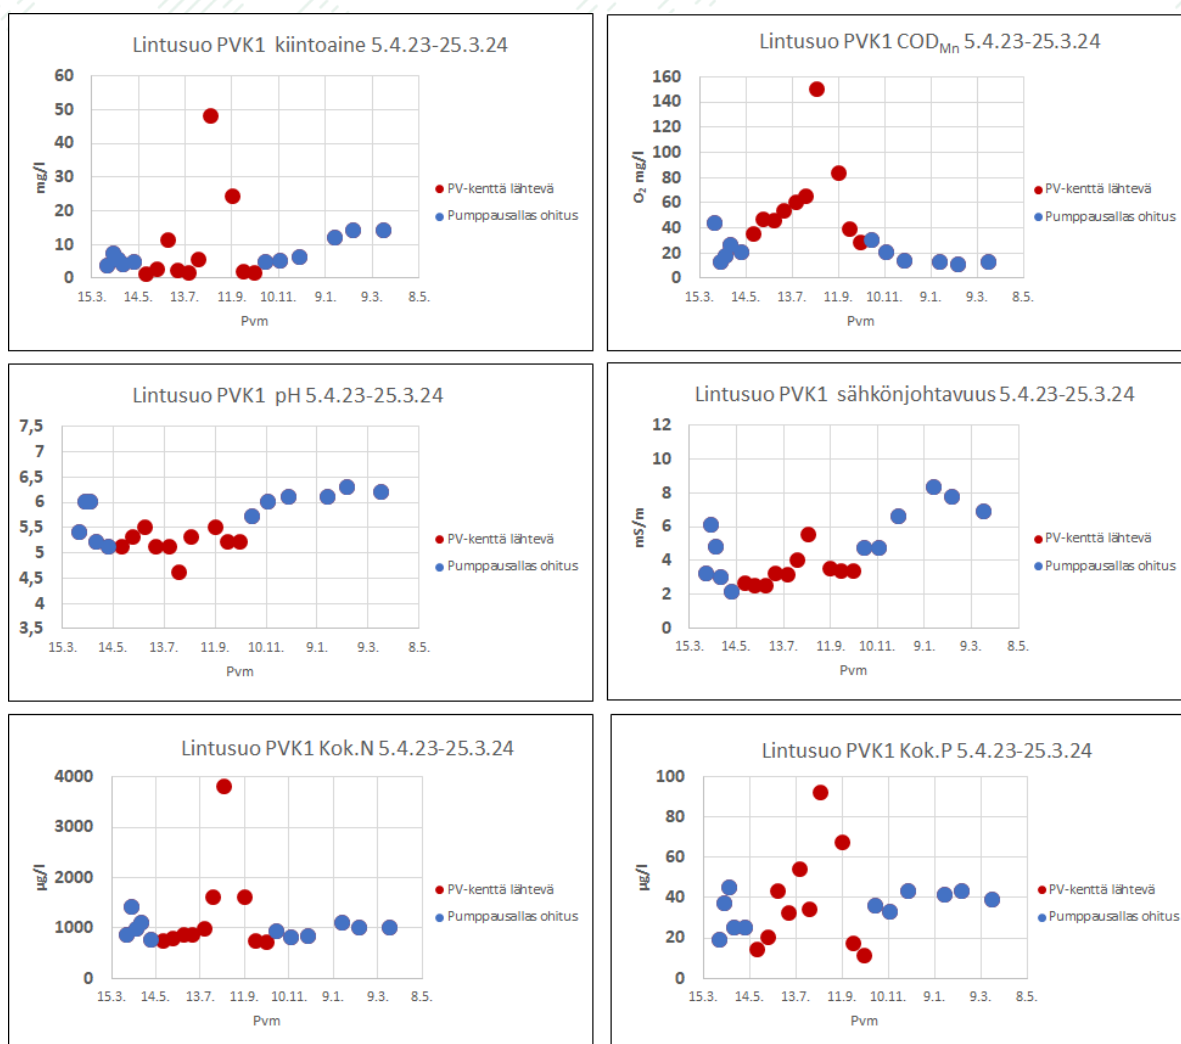 Lintusuo PVK1 kiintoaine 5.4.23-25.3.24
60
50
40
30
20
10
0
mg/l
15.3. 14.5. 13.7. 11.9. 10.11. 9.1. 9.3. 8.5.
Pvm
PV-kenttä lähtevä
Pumppausallas ohitus
Lintusuo PVK1 COD<sub>Mn</sub> 5.4.23-25.3.24
160
140
120
100
80
60
40
20
0
O₂ mg/l
15.3. 14.5. 13.7. 11.9. 10.11. 9.1. 9.3. 8.5.
Pvm
PV-kenttä lähtevä
Pumppausallas ohitus
Lintusuo PVK1 pH 5.4.23-25.3.24
7,5
7
6,5
6
5,5
5
4,5
4
3,5
15.3. 14.5. 13.7. 11.9. 10.11. 9.1. 9.3. 8.5.
Pvm
PV-kenttä lähtevä
Pumppausallas ohitus
Lintusuo PVK1 sähkönjohtavuus 5.4.23-25.3.24
12
10
8
6
4
2
0
mS/m
15.3. 14.5. 13.7. 11.9. 10.11. 9.1. 9.3. 8.5.
Pvm
PV-kenttä lähtevä
Pumppausallas ohitus
Lintusuo PVK1 Kok.N 5.4.23-25.3.24
4000
3000
2000
1000
0
µg/l
15.3. 14.5. 13.7. 11.9. 10.11. 9.1. 9.3. 8.5.
Pvm
PV-kenttä lähtevä
Pumppausallas ohitus
Lintusuo PVK1 Kok.P 5.4.23-25.3.24
100
80
60
40
20
0
µg/l
15.3. 14.5. 13.7. 11.9. 10.11. 9.1. 9.3. 8.5.
Pvm
PV-kenttä lähtevä
Pumppausallas ohitus